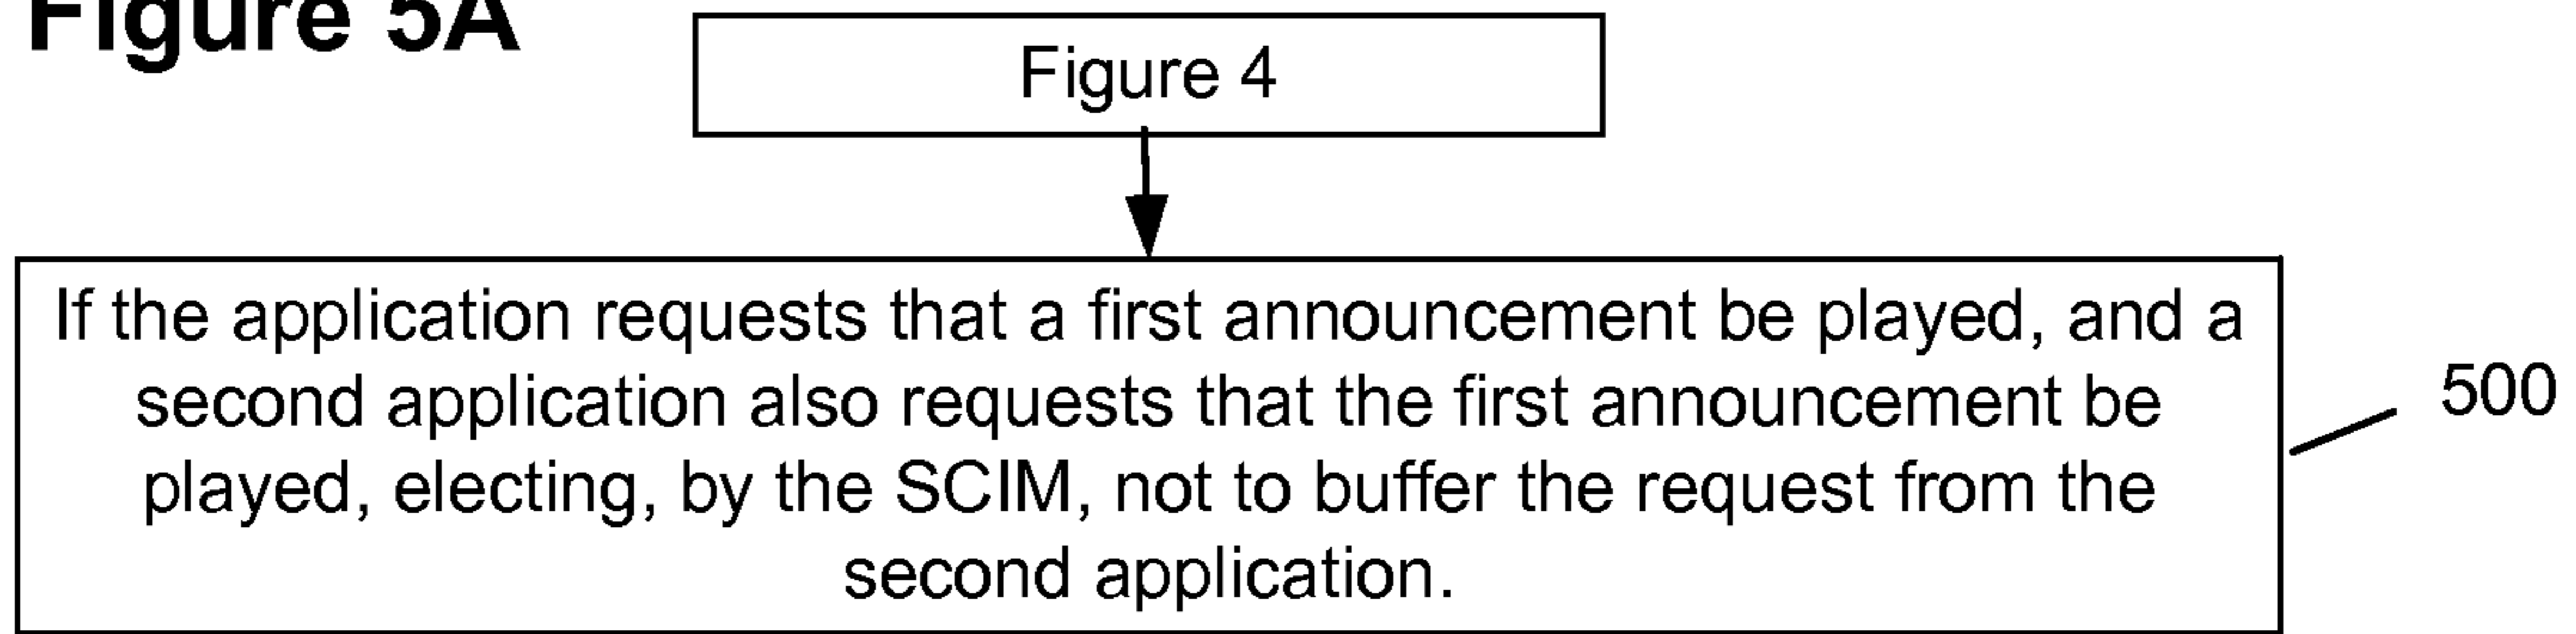 Figure 5A
Figure 4
If the application requests that a first announcement be played, and a
second application also requests that the first announcement be
played, electing, by the SCIM, not to buffer the request from the
second application.
500